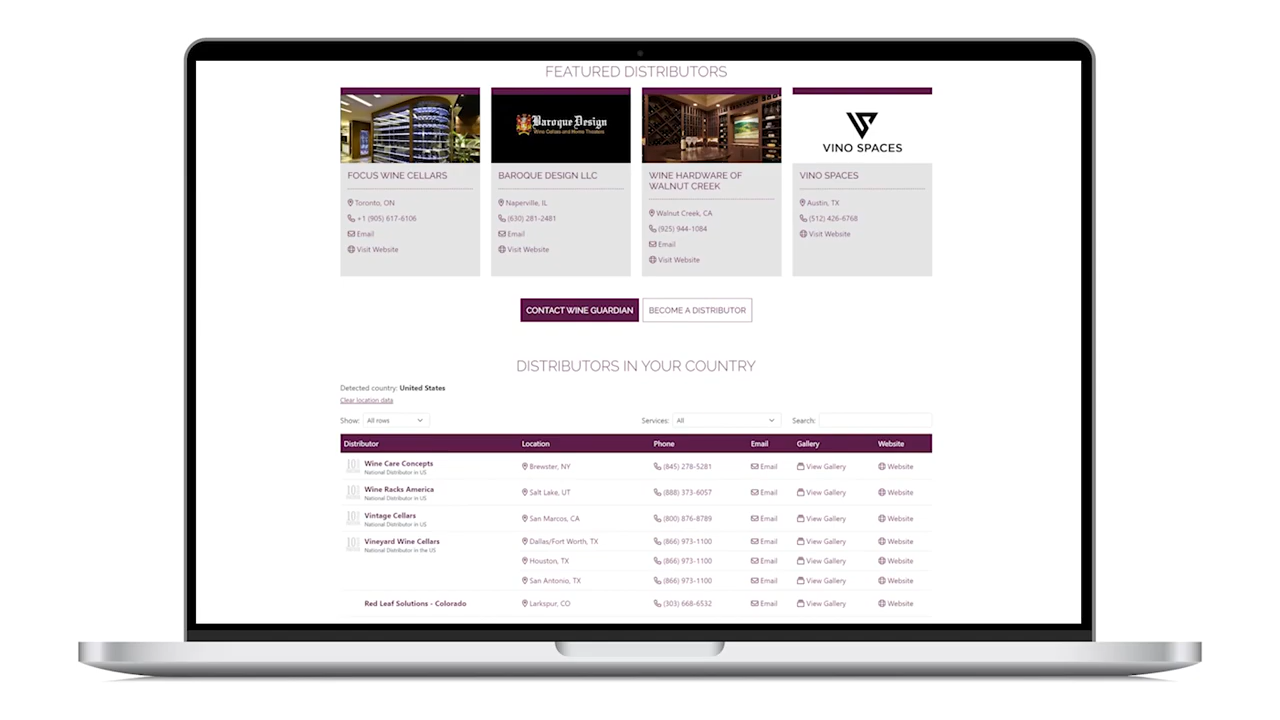 FEATURED DISTRIBUTORS
Baroque Design
Wine Cellars and Home Theaters
VINO SPACES
FOCUS WINE CELLARS
Toronto, ON
+1 (905) 617-6106
Email
Visit Website
BAROQUE DESIGN LLC
Naperville, IL
(630) 281-2481
Email
Visit Website
WINE HARDWARE OF
WALNUT CREEK
Walnut Creek, CA
(925) 944-1084
Email
Visit Website
VINO SPACES
Austin, TX
(512) 426-6768
Visit Website
CONTACT WINE GUARDIAN BECOME A DISTRIBUTOR
DISTRIBUTORS IN YOUR COUNTRY
Detected country: United States
Clear location data
Show: All rows Services: All Search:
Distributor Location Phone Email Gallery Website
Wine Care Concepts Brewster, NY (845) 278-5281 Email View Gallery Website
National Distributor in US
Wine Racks America Salt Lake, UT (888) 373-6057 Email View Gallery Website
National Distributor in US
Vintage Cellars San Marcos, CA (800) 876-8789 Email View Gallery Website
National Distributor in US
Vineyard Wine Cellars Dallas/Fort Worth, TX (866) 973-1100 Email View Gallery Website
National Distributor in the US
Houston, TX (866) 973-1100 Email View Gallery Website
San Antonio, TX (866) 973-1100 Email View Gallery Website
Red Leaf Solutions - Colorado Larkspur, CO (303) 668-6532 Email View Gallery Website